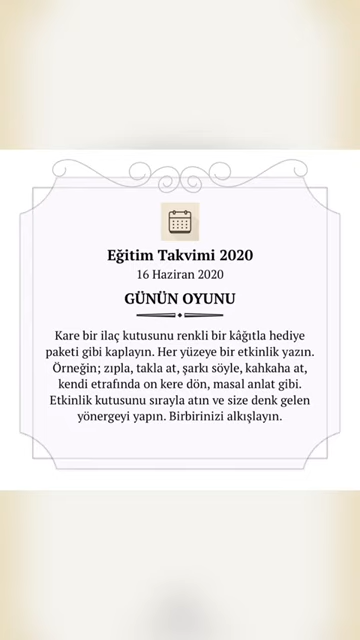 Eğitim Takvimi 2020
16 Haziran 2020
GÜNÜN OYUNU
Kare bir ilaç kutusunu renkli bir kâğıtla hediye
paketi gibi kaplayın. Her yüzeye bir etkinlik yazın.
Örneğin; zıpla, takla at, şarkı söyle, kahkaha at,
kendi etrafında on kere dön, masal anlat gibi.
Etkinlik kutusunu sırayla atın ve size denk gelen
yönergeyi yapın. Birbirinizi alkışlayın.